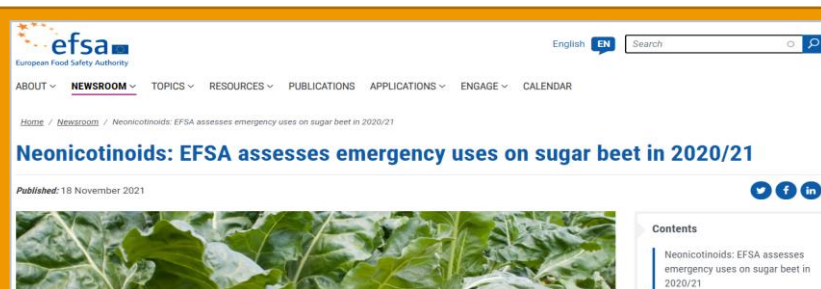 efsa
European Food Safety Authority
English EN Search
ABOUT NEWSROOM TOPICS RESOURCES PUBLICATIONS APPLICATIONS ENGAGE CALENDAR
Home / Newsroom / Neonicotinoids: EFSA assesses emergency uses on sugar beet in 2020/21
Neonicotinoids: EFSA assesses emergency uses on sugar beet in 2020/21
Published: 18 November 2021
Contents
Neonicotinoids: EFSA assesses
emergency uses on sugar beet in
2020/21